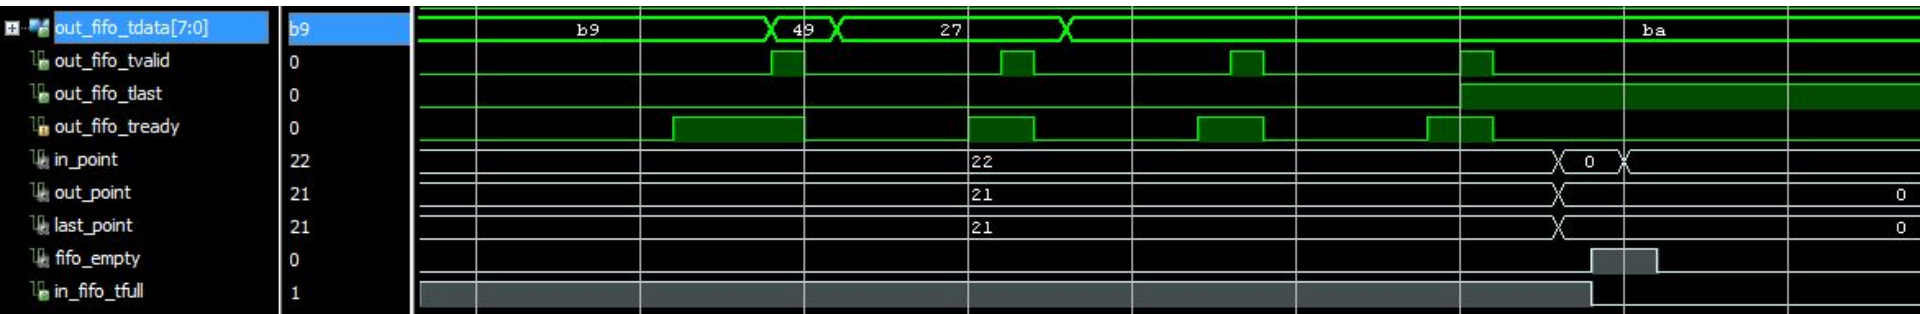 out_fifo_tdata[7:0] b9 b9 49 27 ba
out_fifo_tvalid 0
out_fifo_tlast 0
out_fifo_tready 0
in_point 22 22 0
out_point 21 21 0
last_point 21 21 0
fifo_empty 0
in_fifo_tfull 1